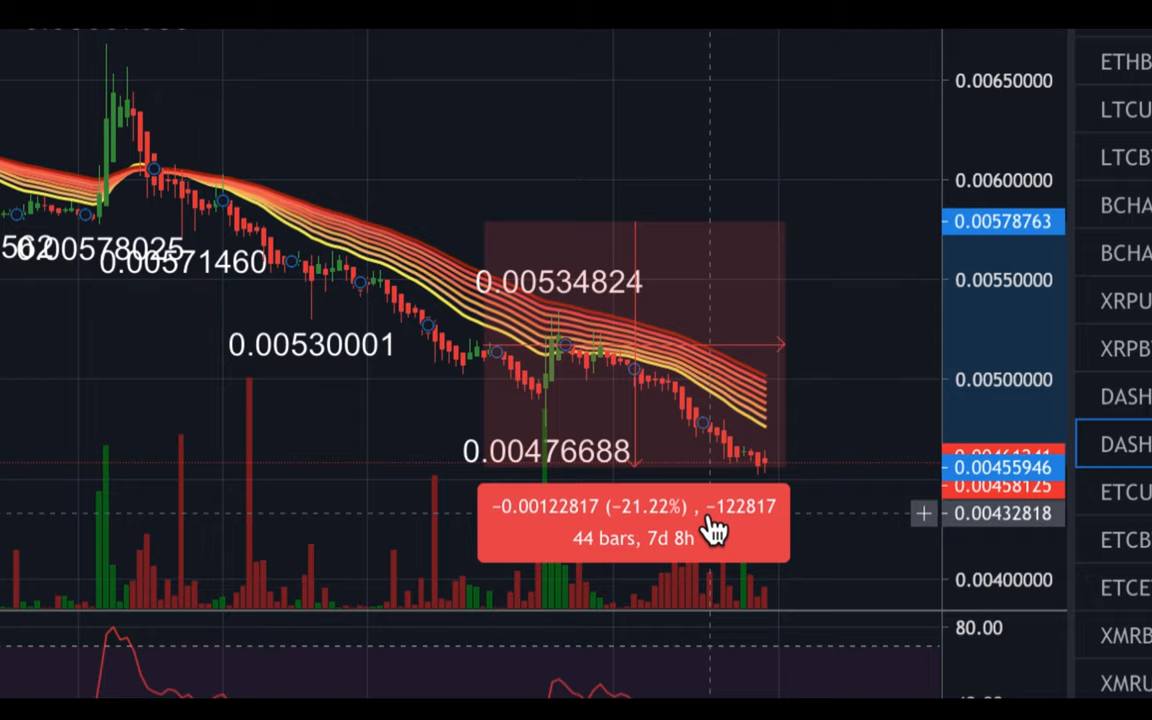 0.00650000
0.00600000
0.00578763
0.00550000
0.00500000
0.00455946
0.00458125
0.00432818
0.00400000
80.00
0.00578025
0.00571460
0.00534824
0.00530001
0.00476688
−0.00122817 (−21.22%) , −122817
44 bars, 7d 8h
ETHB
LTCU
LTCB
BCHA
BCHA
XRPU
XRPB
DASH
DASH
ETCU
ETCB
ETCE
XMRB
XMRU